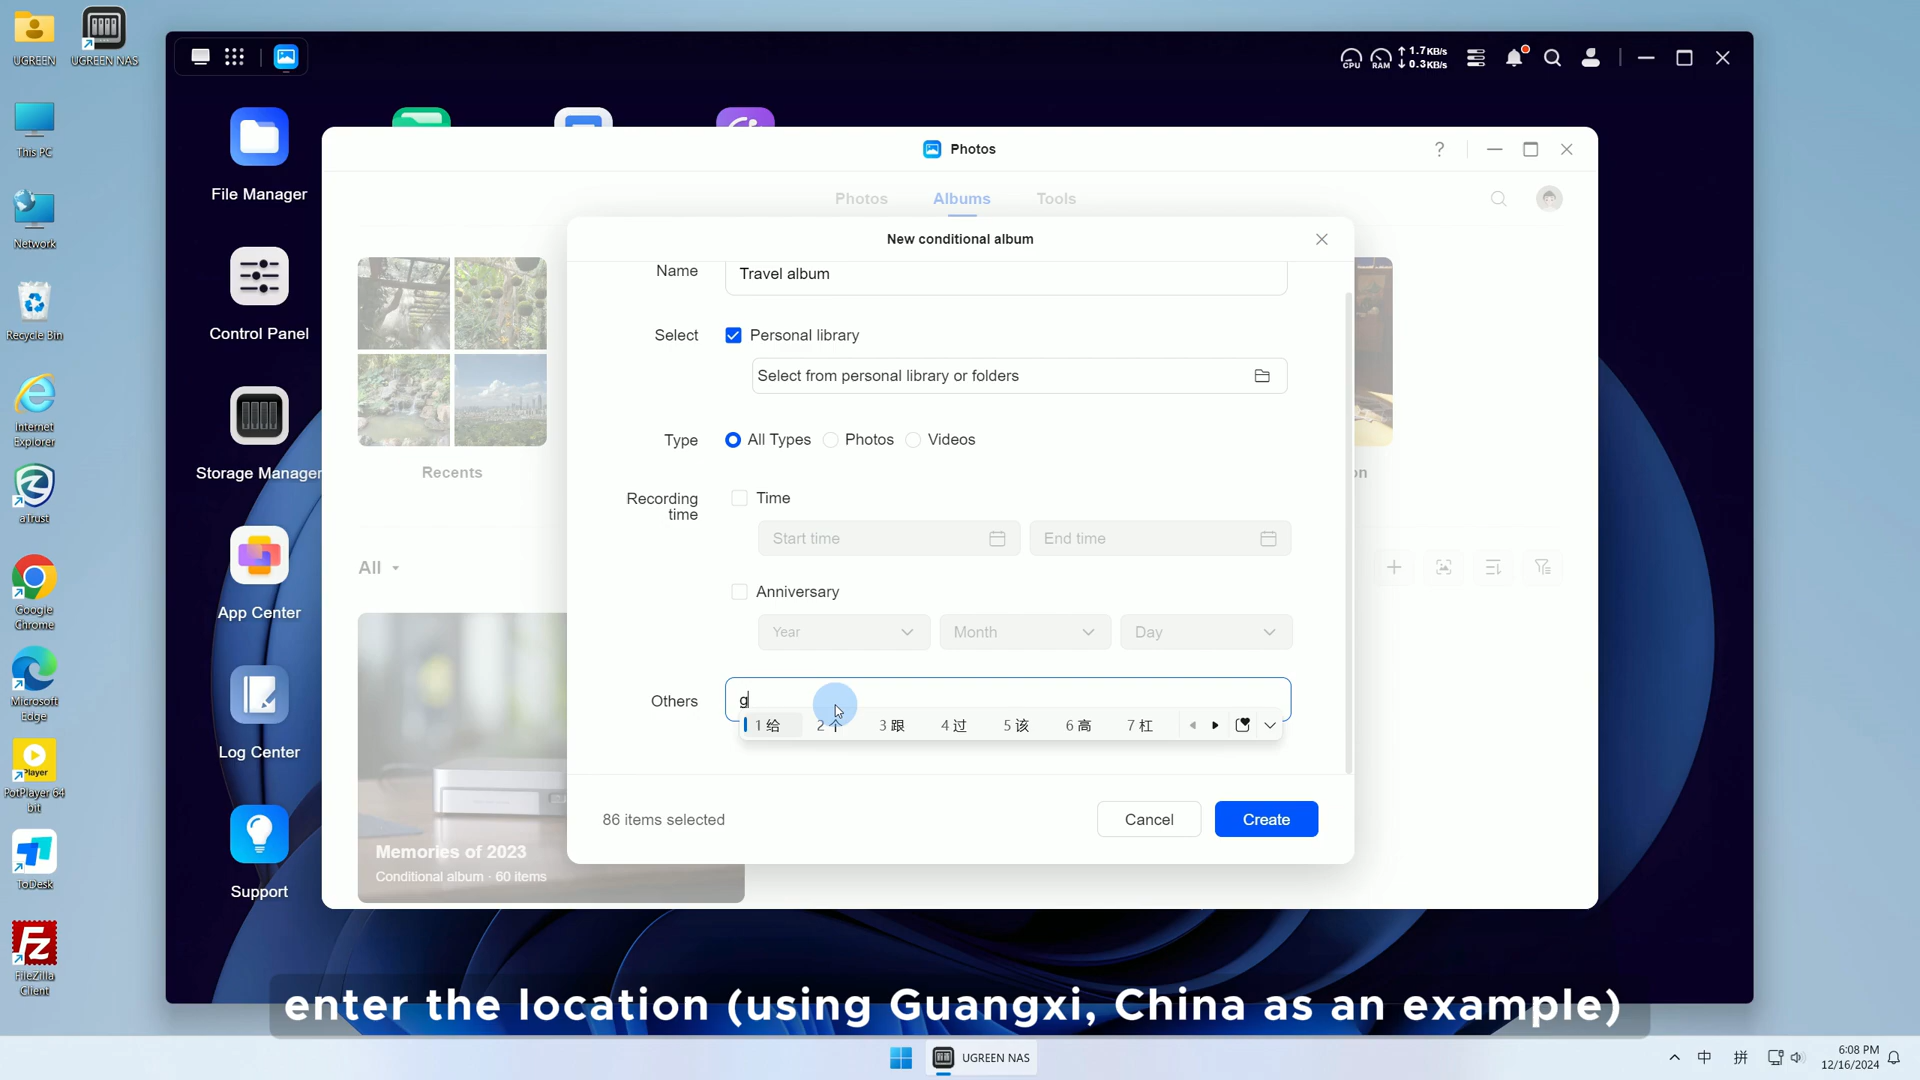 UGREEN
UGREEN NAS
CPU
RAM
1.7KB/s
0.3KB/s
This PC
Network
Recycle Bin
Internet
Explorer
aTrust
Google
Chrome
Microsoft
Edge
Player
PotPlayer 64
bit
ToDesk
FileZilla
Client
File Manager
Control Panel
Storage Manager
App Center
Log Center
Support
Photos
?
Photos
Albums
Tools
Recents
on
All
Memories of 2023
Conditional album · 60 items
New conditional album
Name
Travel album
Select
Personal library
Select from personal library or folders
Type
All Types
Photos
Videos
Recording
time
Time
Start time
End time
Anniversary
Year
Month
Day
Others
g
1 给
2 个
3 跟
4 过
5 该
6 高
7 杠
86 items selected
Cancel
Create
enter the location (using Guangxi, China as an example)
UGREEN NAS
中
拼
6:08 PM
12/16/2024